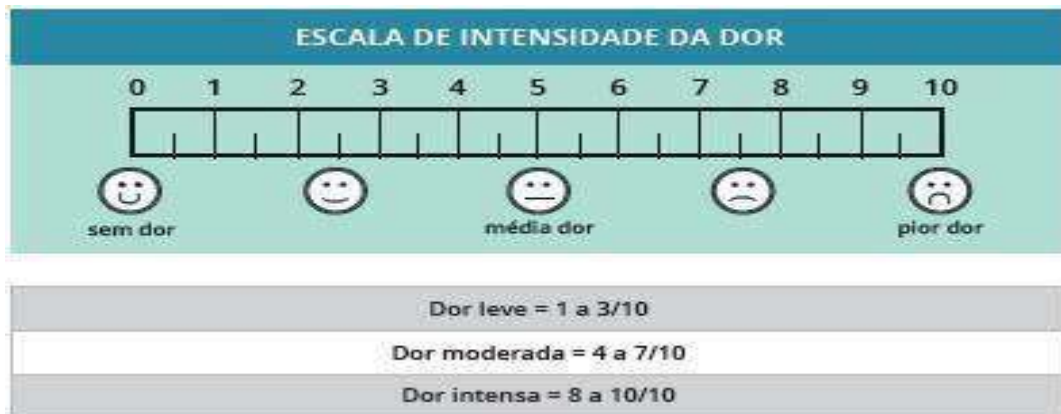 ESCALA DE INTENSIDADE DA DOR
0 1 2 3 4 5 6 7 8 9 10
sem dor média dor pior dor
Dor leve = 1 a 3/10
Dor moderada = 4 a 7/10
Dor intensa = 8 a 10/10